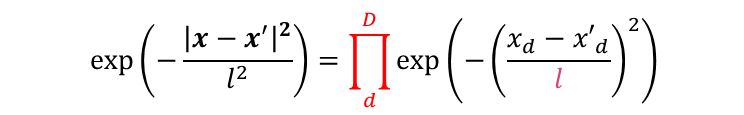 exp(−|x − x′|²/l²) = ∏_d^D exp(−((x_d − x′_d)/l)²)